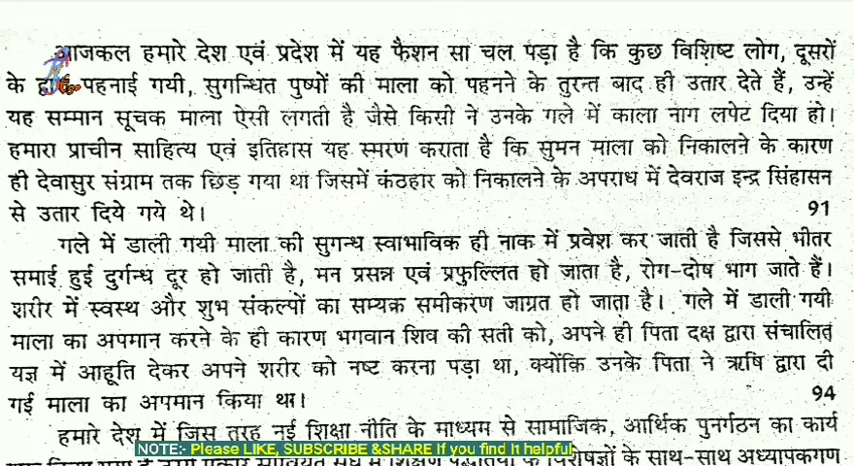 आजकल हमारे देश एवं प्रदेश में यह फैशन सा चल पड़ा है कि कुछ विशिष्ट लोग, दूसरों
के पहनाई गयी, सुगन्धित पुष्पों की माला को पहनने के तुरन्त बाद ही उतार देते हैं, उन्हें
यह सम्मान सूचक माला ऐसी लगती है जैसे किसी ने उनके गले में काला नाग लपेट दिया हो।
हमारा प्राचीन साहित्य एवं इतिहास यह स्मरण कराता है कि सुमन माला को निकालने के कारण
ही देवासुर संग्राम तक छिड़ गया था जिसमें कंठहार को निकालने के अपराध में देवराज इन्द्र सिंहासन
से उतार दिये गये थे। 91
गले में डाली गयी माला की सुगन्ध स्वाभाविक ही नाक में प्रवेश कर जाती है जिससे भीतर
समाई हुई दुर्गन्ध दूर हो जाती है, मन प्रसन्न एवं प्रफुल्लित हो जाता है, रोग-दोष भाग जाते हैं।
शरीर में स्वस्थ और शुभ संकल्पों का सम्यक समीकरण जाग्रत हो जाता है। गले में डाली गयी
माला का अपमान करने के ही कारण भगवान शिव की सती को, अपने ही पिता दक्ष द्वारा संचालित
यज्ञ में आहूति देकर अपने शरीर को नष्ट करना पड़ा था, क्योंकि उनके पिता ने ऋषि द्वारा दी
गई माला का अपमान किया था। 94
हमारे देश में जिस तरह नई शिक्षा नीति के माध्यम से सामाजिक, आर्थिक पुनर्गठन का कार्य
NOTE:- Please LIKE, SUBSCRIBE &SHARE If you find It helpful
के साथ-साथ अध्यापकगण